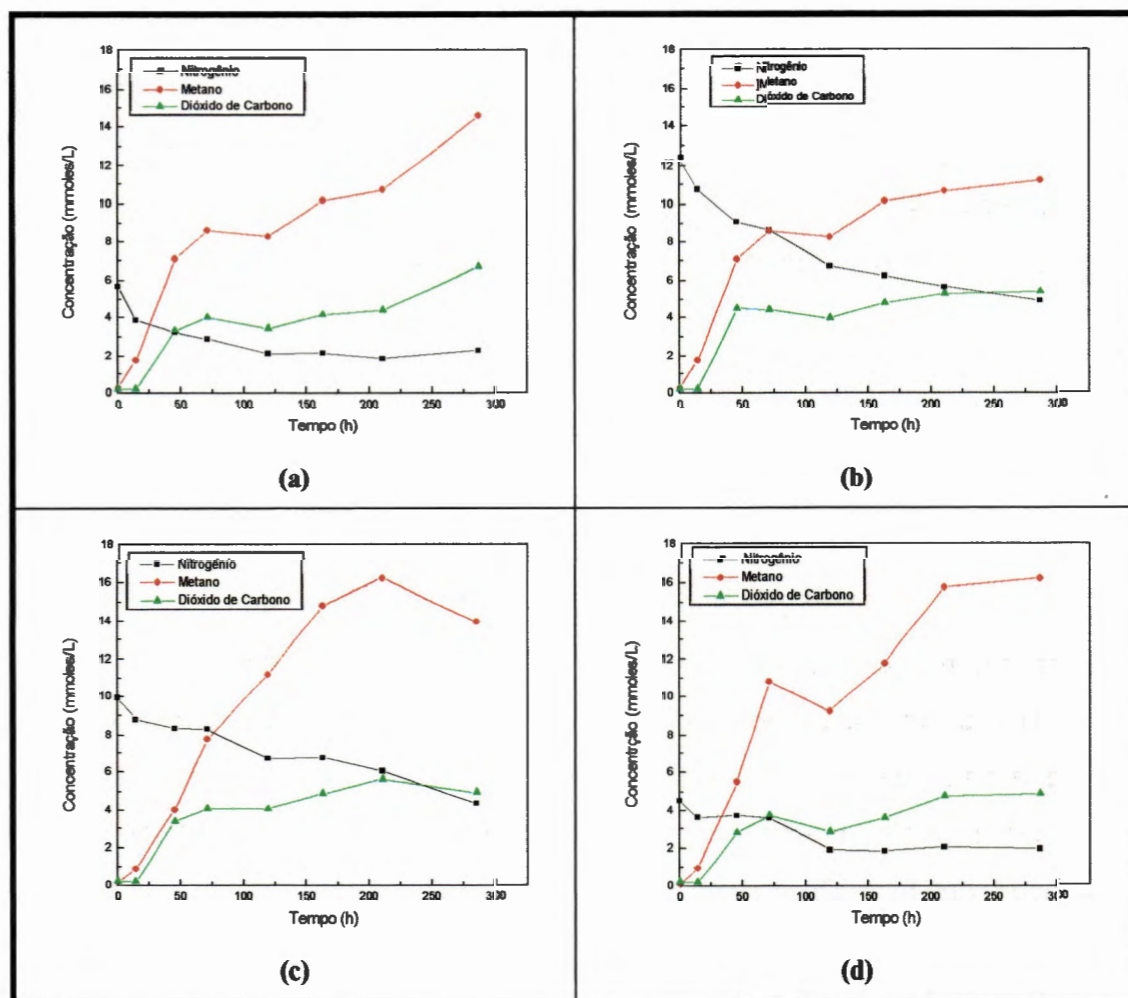 Nitrogênio
Metano
Dióxido de Carbono
Concentração (mmoles/L)
18
16
14
12
10
8
6
4
2
0
0 50 100 150 200 250 300
Tempo (h)
(a)
Nitrogênio
Metano
Dióxido de Carbono
Concentração (mmoles/L)
18
16
14
12
10
8
6
4
2
0
0 50 100 150 200 250 300
Tempo (h)
(b)
Nitrogênio
Metano
Dióxido de Carbono
Concentração (mmoles/L)
18
16
14
12
10
8
6
4
2
0
0 50 100 150 200 250 300
Tempo (h)
(c)
Nitrogênio
Metano
Dióxido de Carbono
Concentrção (mmoles/L)
18
16
14
12
10
8
6
4
2
0
0 50 100 150 200 250 300
Tempo (h)
(d)